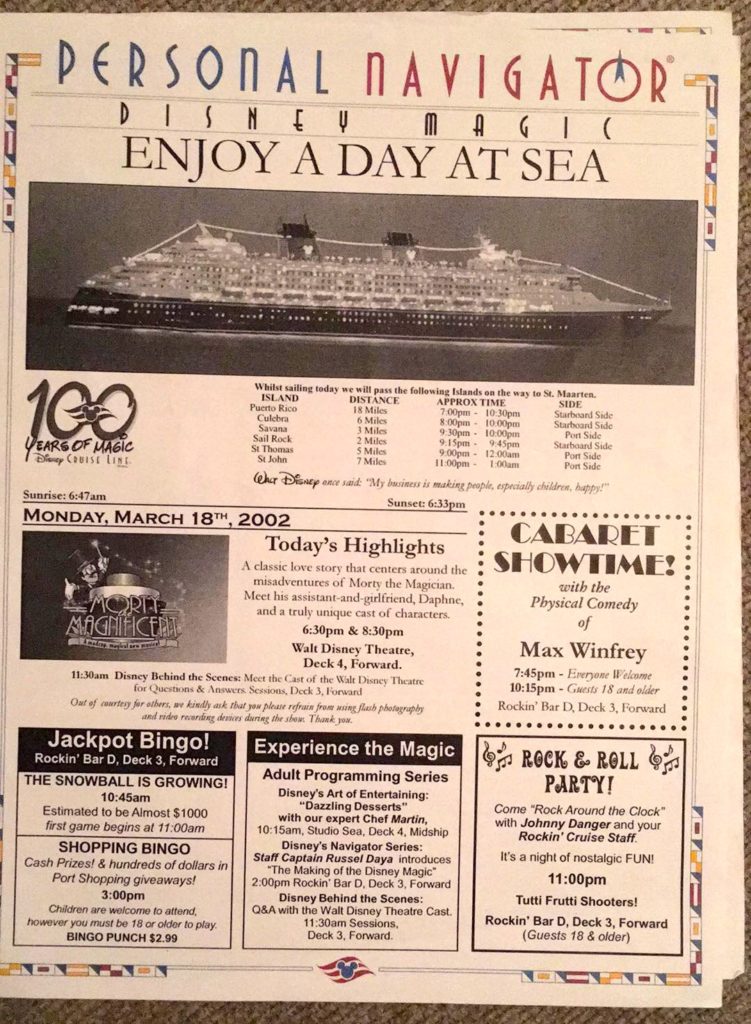 PERSONAL NAVIGATOR®
DISNEY MAGIC
ENJOY A DAY AT SEA
100
YEARS OF MAGIC
Disney CRUISE LINE
Whilst sailing today we will pass the following Islands on the way to St. Maarten.
ISLAND DISTANCE APPROX TIME SIDE
Puerto Rico 18 Miles 7:00pm - 10:30pm Starboard Side
Culebra 6 Miles 8:00pm - 10:00pm Starboard Side
Savana 3 Miles 9:30pm - 10:00pm Port Side
Sail Rock 2 Miles 9:15pm - 9:45pm Starboard Side
St Thomas 5 Miles 9:00pm - 12:00am Port Side
St John 7 Miles 11:00pm - 1:00am Port Side
Walt Disney once said: "My business is making people, especially children, happy!"
Sunrise: 6:47am
Sunset: 6:33pm
MONDAY, MARCH 18TH, 2002
MORTY
THE
MAGNIFICENT
Today's Highlights
A classic love story that centers around the
misadventures of Morty the Magician.
Meet his assistant-and-girlfriend, Daphne,
and a truly unique cast of characters.
6:30pm & 8:30pm
Walt Disney Theatre,
Deck 4, Forward.
11:30am Disney Behind the Scenes: Meet the Cast of the Walt Disney Theatre
for Questions & Answers. Sessions, Deck 3, Forward
Out of courtesy for others, we kindly ask that you please refrain from using flash photography
and video recording devices during the show. Thank you.
CABARET
SHOWTIME!
with the
Physical Comedy
of
Max Winfrey
7:45pm - Everyone Welcome
10:15pm - Guests 18 and older
Rockin' Bar D, Deck 3, Forward
Jackpot Bingo!
Rockin' Bar D, Deck 3, Forward
THE SNOWBALL IS GROWING!
10:45am
Estimated to be Almost $1000
first game begins at 11:00am
SHOPPING BINGO
Cash Prizes! & hundreds of dollars in
Port Shopping giveaways!
3:00pm
Children are welcome to attend,
however you must be 18 or older to play.
BINGO PUNCH $2.99
Experience the Magic
Adult Programming Series
Disney's Art of Entertaining:
"Dazzling Desserts"
with our expert Chef Martin,
10:15am, Studio Sea, Deck 4, Midship
Disney's Navigator Series:
Staff Captain Russel Daya introduces
"The Making of the Disney Magic"
2:00pm Rockin' Bar D, Deck 3, Forward
Disney Behind the Scenes:
Q&A with the Walt Disney Theatre Cast.
11:30am Sessions,
Deck 3, Forward.
ROCK & ROLL
PARTY!
Come "Rock Around the Clock"
with Johnny Danger and your
Rockin' Cruise Staff.
It's a night of nostalgic FUN!
11:00pm
Tutti Frutti Shooters!
Rockin' Bar D, Deck 3, Forward
(Guests 18 & older)